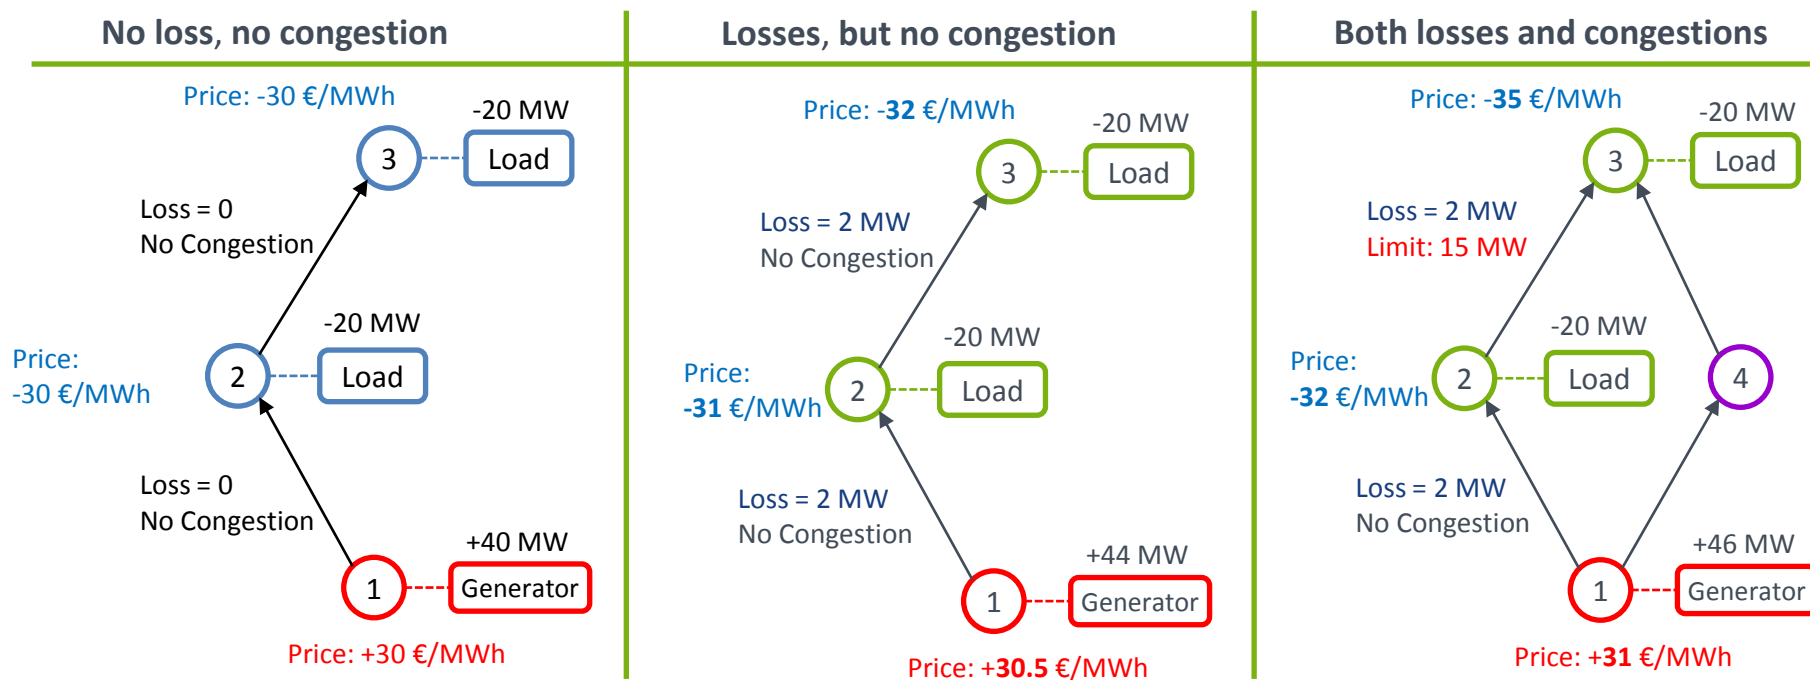 No loss, no congestion
Price: -30 €/MWh
-20 MW
3
Load
Loss = 0
No Congestion
-20 MW
Price:
-30 €/MWh
2
Load
Loss = 0
No Congestion
+40 MW
1
Generator
Price: +30 €/MWh
Losses, but no congestion
Price: -32 €/MWh
-20 MW
3
Load
Loss = 2 MW
No Congestion
-20 MW
Price:
-31 €/MWh
2
Load
Loss = 2 MW
No Congestion
+44 MW
1
Generator
Price: +30.5 €/MWh
Both losses and congestions
Price: -35 €/MWh
-20 MW
3
Load
Loss = 2 MW
Limit: 15 MW
-20 MW
Price:
-32 €/MWh
2
Load
4
Loss = 2 MW
No Congestion
+46 MW
1
Generator
Price: +31 €/MWh